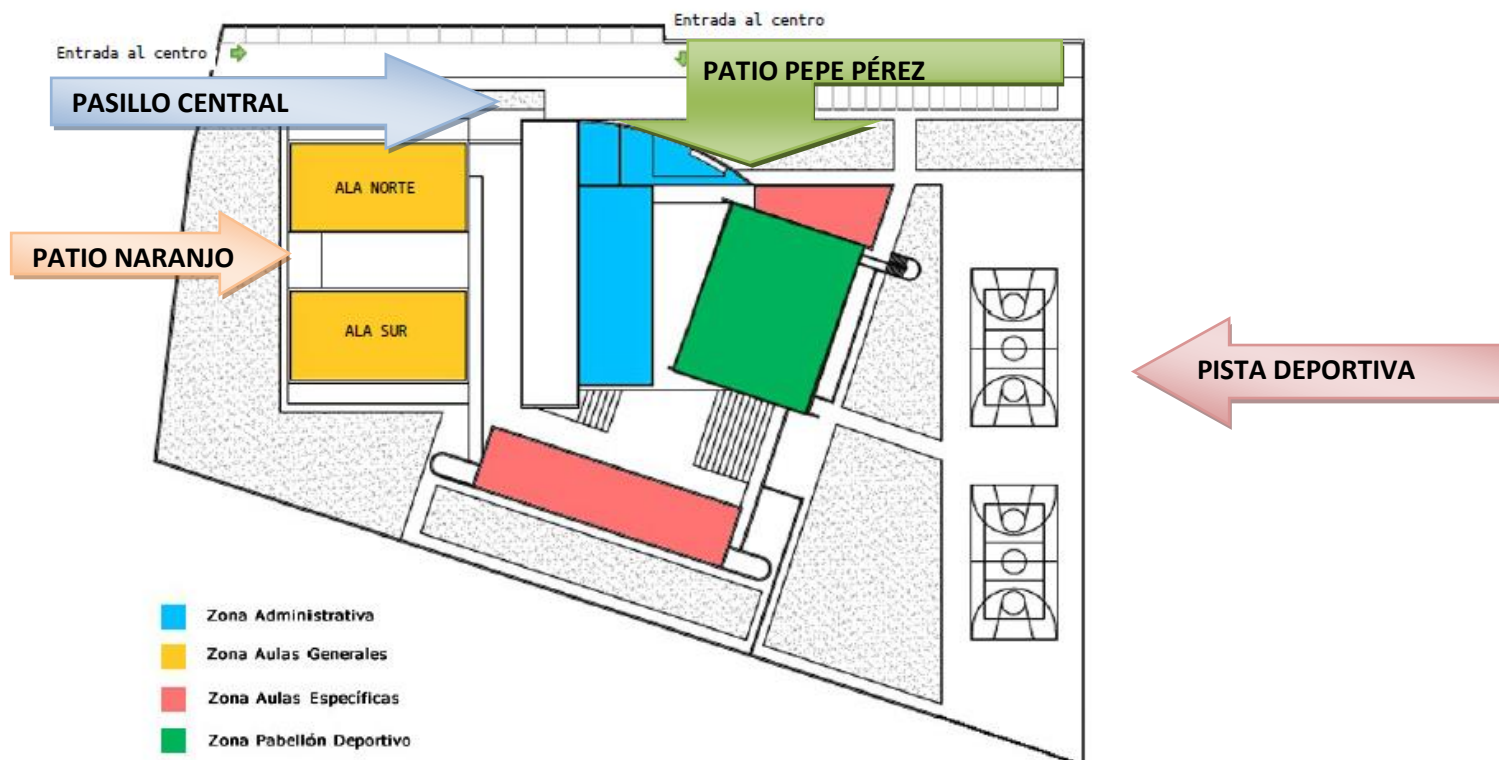 Entrada al centro
Entrada al centro
PATIO PEPE PÉREZ
PASILLO CENTRAL
ALA NORTE
PATIO NARANJO
ALA SUR
PISTA DEPORTIVA
Zona Administrativa
Zona Aulas Generales
Zona Aulas Específicas
Zona Pabellón Deportivo